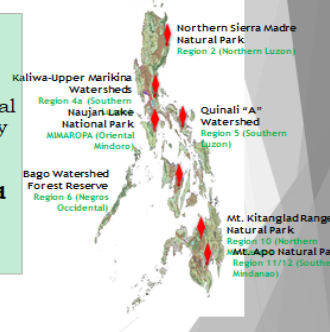 al
y
d
Northern Sierra Madre
Natural Park
Region 2 (Northern Luzon)
Kaliwa-Upper Marikina
Watersheds
Region 4a (Southern
Naujan Lake
National Park
MIMAROPA (Oriental
Mindoro)
Quinali "A"
Watershed
Region 5 (Southern
Luzon)
Bago Watershed
Forest Reserve
Region 6 (Negros
Occidental)
Mt. Kitanglad Range
Natural Park
Region 10 (Northern
Mt. Apo Natural Pa
Region 11/12 (Southe
Mindanao)